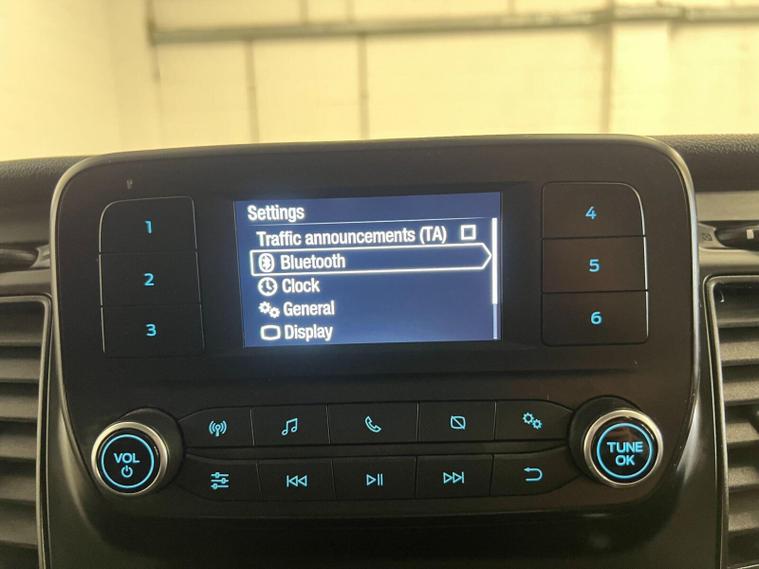 1
2
3
Settings
Traffic announcements (TA)
Bluetooth
Clock
General
Display
4
5
6
VOL
TUNE
OK